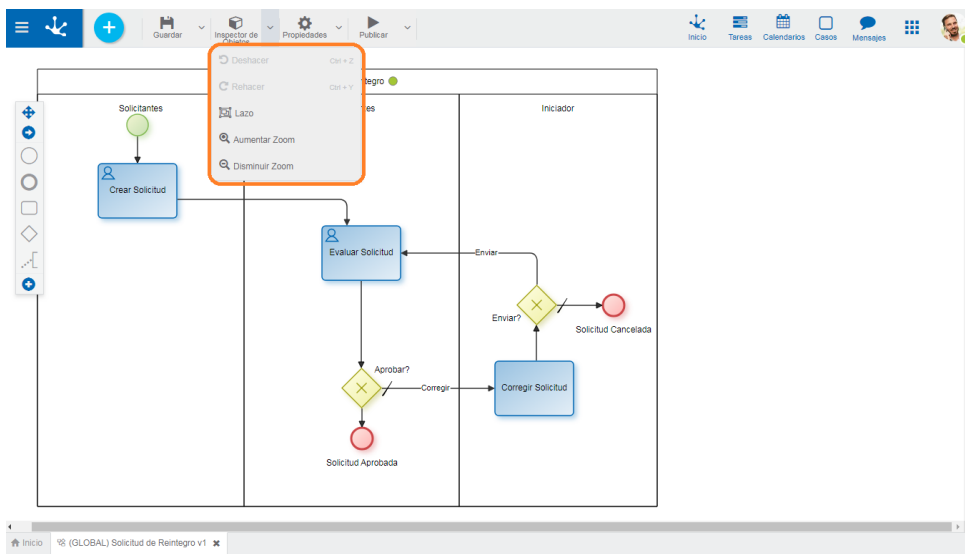 Guardar
Inspector de
Objetos
Propiedades
Publicar
Inicio
Tareas
Calendarios
Casos
Mensajes
Deshacer Ctrl + Z
Rehacer Ctrl + Y
Lazo
Aumentar Zoom
Disminuir Zoom
tegro
Solicitantes
es
Iniciador
Crear Solicitud
Evaluar Solicitud
Enviar
Enviar?
Solicitud Cancelada
Aprobar?
Corregir
Corregir Solicitud
Solicitud Aprobada
Inicio
(GLOBAL) Solicitud de Reintegro v1